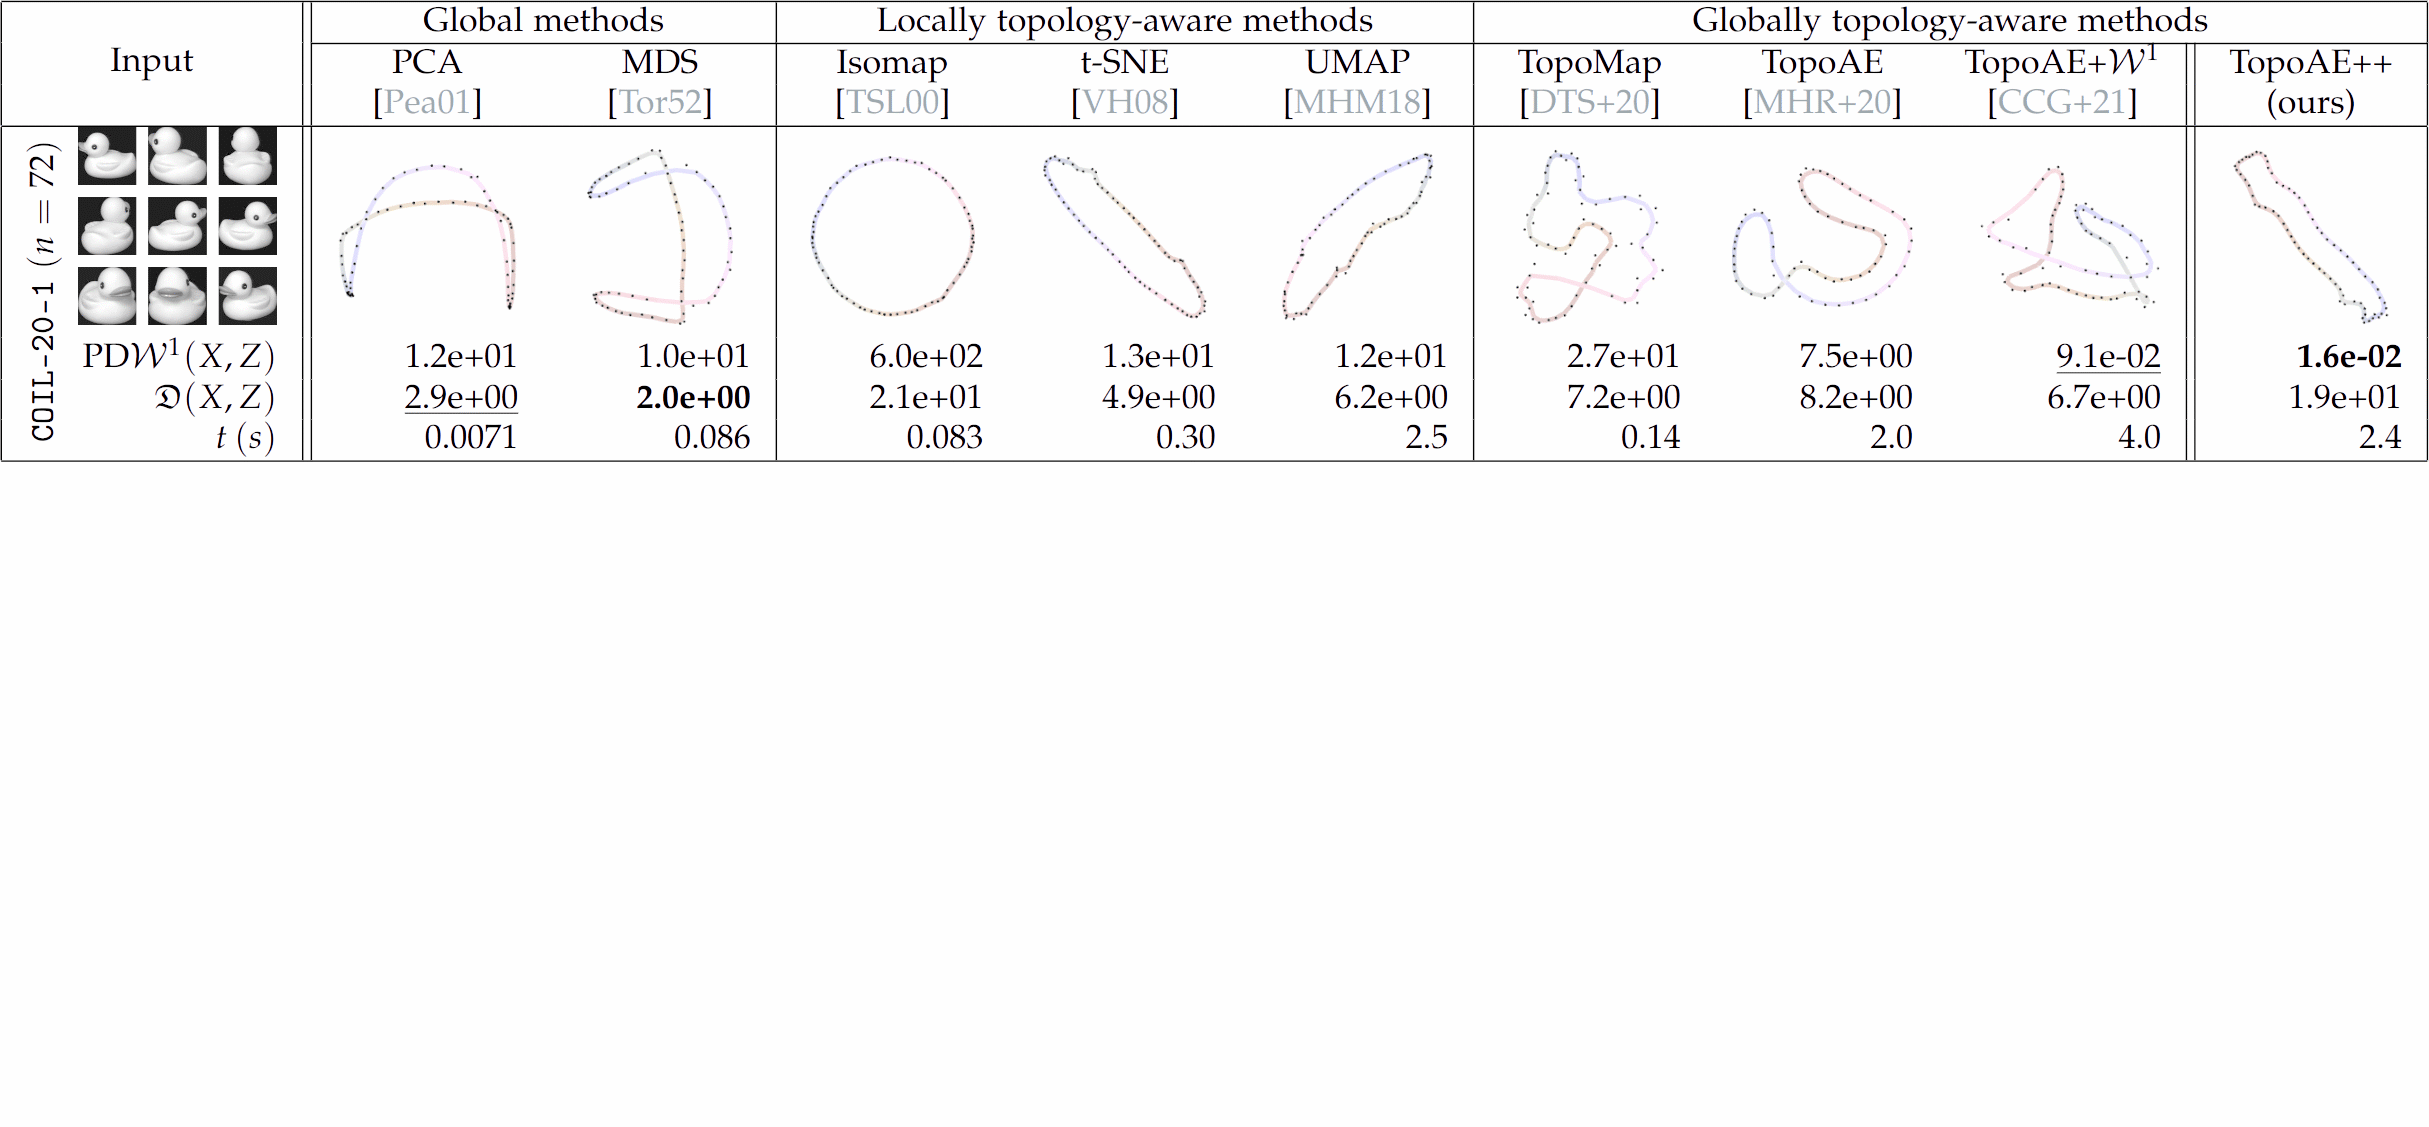 Input Global methods Locally topology-aware methods Globally topology-aware methods
PCA MDS Isomap t-SNE UMAP TopoMap TopoAE TopoAE+𝒲¹ TopoAE++
[Pea01] [Tor52] [TSL00] [VH08] [MHM18] [DTS+20] [MHR+20] [CCG+21] (ours)
COIL-20-1 (n = 72)
PD𝒲¹(X, Z) 1.2e+01 1.0e+01 6.0e+02 1.3e+01 1.2e+01 2.7e+01 7.5e+00 9.1e-02 1.6e-02
𝔇(X, Z) 2.9e+00 2.0e+00 2.1e+01 4.9e+00 6.2e+00 7.2e+00 8.2e+00 6.7e+00 1.9e+01
t (s) 0.0071 0.086 0.083 0.30 2.5 0.14 2.0 4.0 2.4